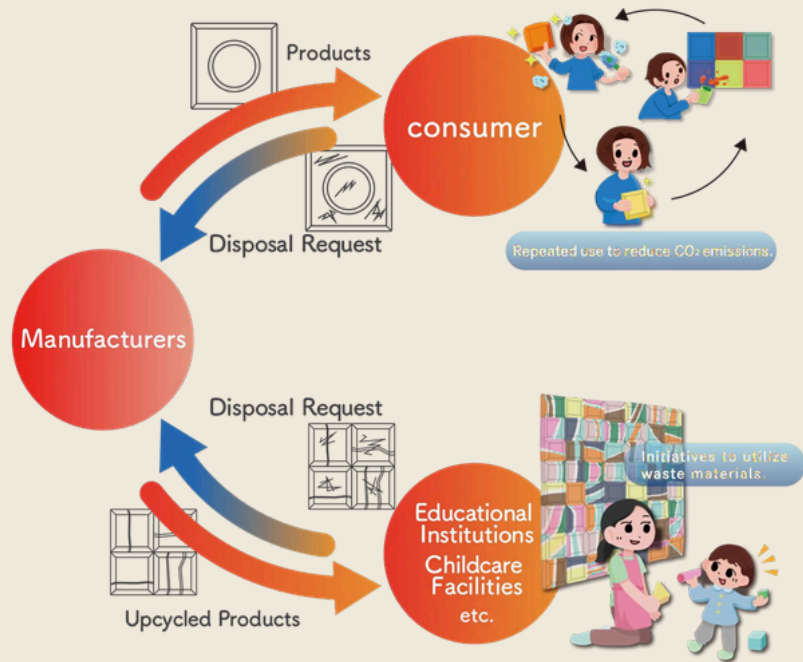 Products
consumer
Disposal Request
Repeated use to reduce CO₂ emissions.
Manufacturers
Disposal Request
Initiatives to utilize
waste materials.
Educational
Institutions
Childcare
Facilities
etc.
Upcycled Products